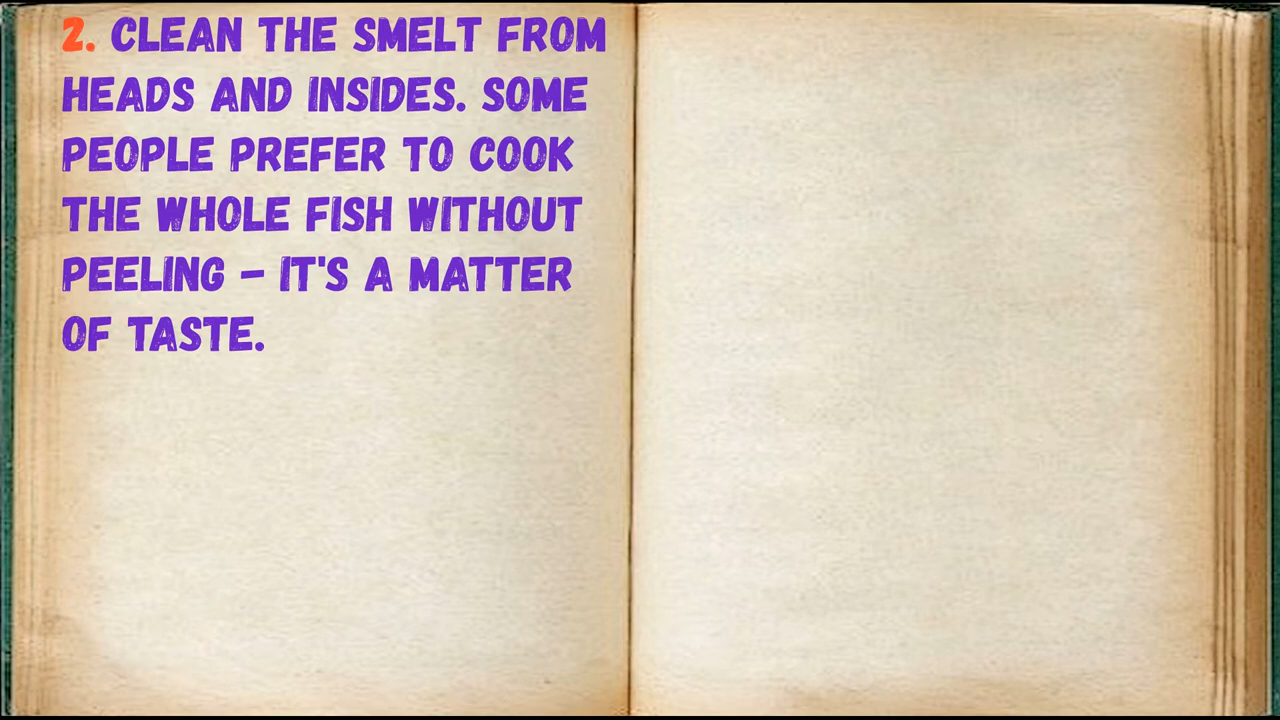 2. CLEAN THE SMELT FROM
HEADS AND INSIDES. SOME
PEOPLE PREFER TO COOK
THE WHOLE FISH WITHOUT
PEELING – IT'S A MATTER
OF TASTE.